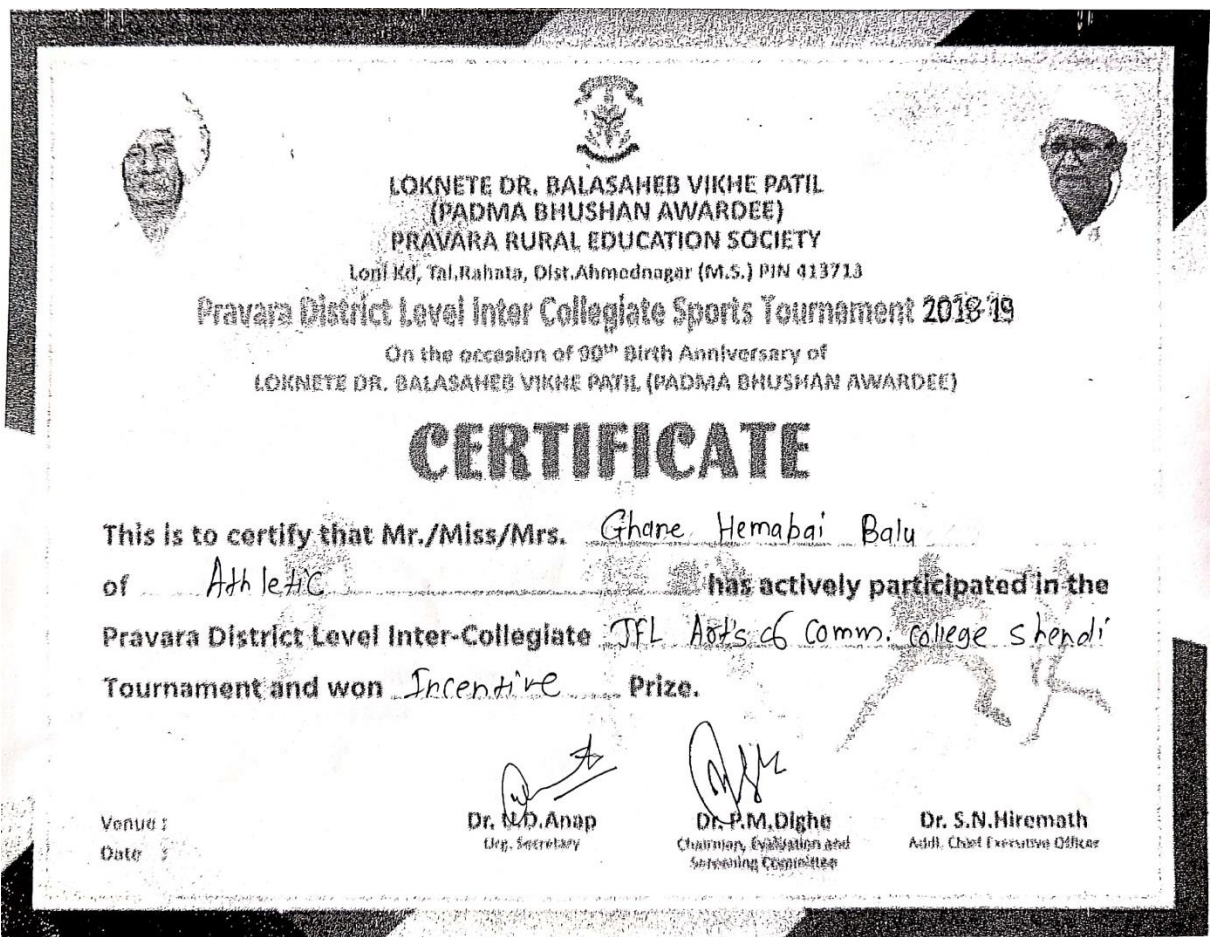 LOKNETE DR. BALASAHEB VIKHE PATIL
(PADMA BHUSHAN AWARDEE)
PRAVARA RURAL EDUCATION SOCIETY
Loni Kd, Tal.Rahata, Dist.Ahmednagar (M.S.) PIN 413713
Pravara District Level Inter Collegiate Sports Tournament 2018-19
On the occasion of 90th Birth Anniversary of
LOKNETE DR. BALASAHEB VIKHE PATIL (PADMA BHUSHAN AWARDEE)
CERTIFICATE
This is to certify that Mr./Miss/Mrs. Ghane Hemabai Balu
of Athletic has actively participated in the
Pravara District Level Inter-Collegiate Art's & Comm. College Shendi
Tournament and won Incentive Prize.
Dr. Anap Dr. P.M.Dighe Dr. S.N.Hiremath
Org. Secretary Chairman, Evaluation and Addl. Chief Executive Officer
Screening Committee
Venue :
Date :